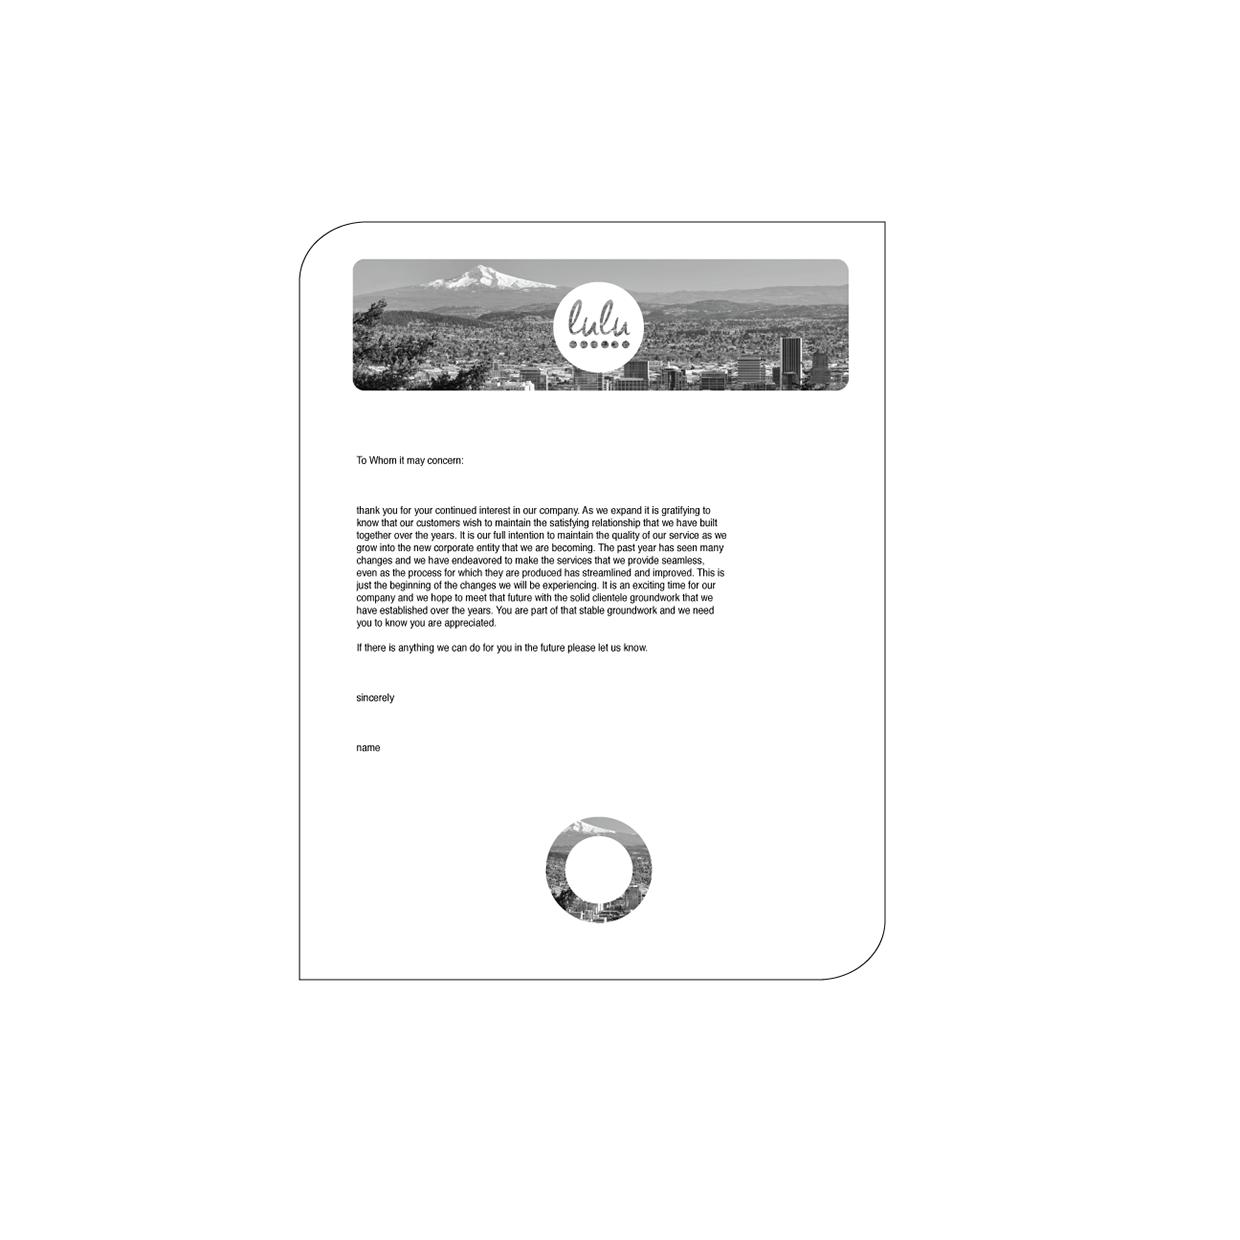 lulu
To Whom it may concern:
thank you for your continued interest in our company. As we expand it is gratifying to
know that our customers wish to maintain the satisfying relationship that we have built
together over the years. It is our full intention to maintain the quality of our service as we
grow into the new corporate entity that we are becoming. The past year has seen many
changes and we have endeavored to make the services that we provide seamless,
even as the process for which they are produced has streamlined and improved. This is
just the beginning of the changes we will be experiencing. It is an exciting time for our
company and we hope to meet that future with the solid clientele groundwork that we
have established over the years. You are part of that stable groundwork and we need
you to know you are appreciated.
If there is anything we can do for you in the future please let us know.
sincerely
name